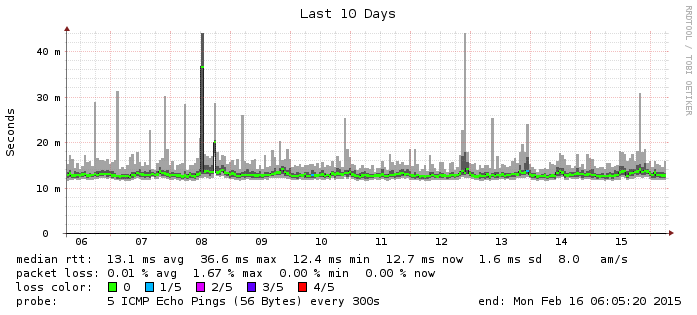 Last 10 Days
RRDTOOL / TOBI OETIKER
Seconds
40 m
30 m
20 m
10 m
0
06 07 08 09 10 11 12 13 14 15
median rtt: 13.1 ms avg 36.6 ms max 12.4 ms min 12.7 ms now 1.6 ms sd 8.0 am/s
packet loss: 0.01 % avg 1.67 % max 0.00 % min 0.00 % now
loss color: 0 1/5 2/5 3/5 4/5
probe: 5 ICMP Echo Pings (56 Bytes) every 300s end: Mon Feb 16 06:05:20 2015